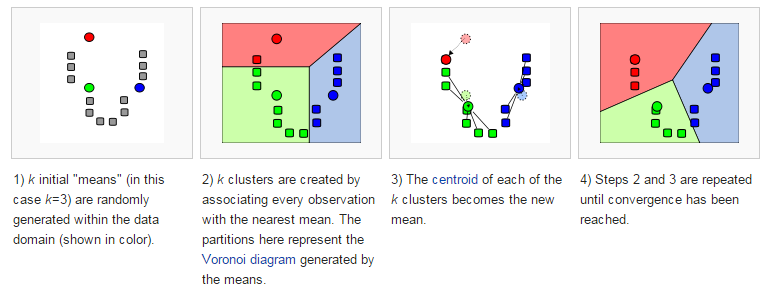 1) k initial "means" (in this
case k=3) are randomly
generated within the data
domain (shown in color).
2) k clusters are created by
associating every observation
with the nearest mean. The
partitions here represent the
Voronoi diagram generated by
the means.
3) The centroid of each of the
k clusters becomes the new
mean.
4) Steps 2 and 3 are repeated
until convergence has been
reached.